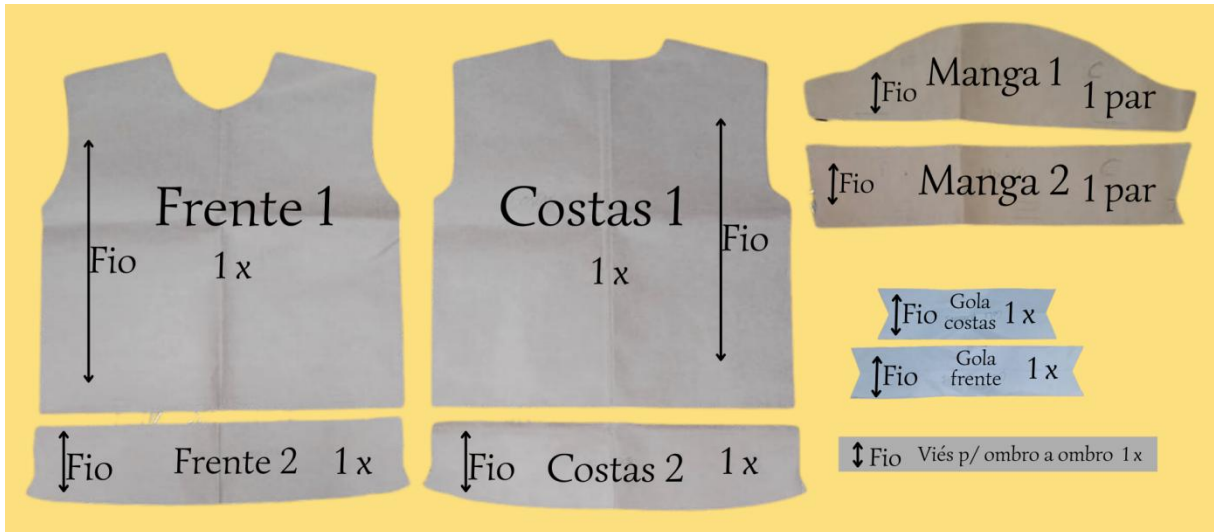 Frente 1
Fio
1 x
Fio
Frente 2
1 x
Costas 1
Fio
1 x
Fio
Costas 2
1 x
Fio
Manga 1
1 par
Fio
Manga 2
1 par
Fio
Gola
costas
1 x
Fio
Gola
frente
1 x
Fio Viés p/ ombro a ombro 1 x